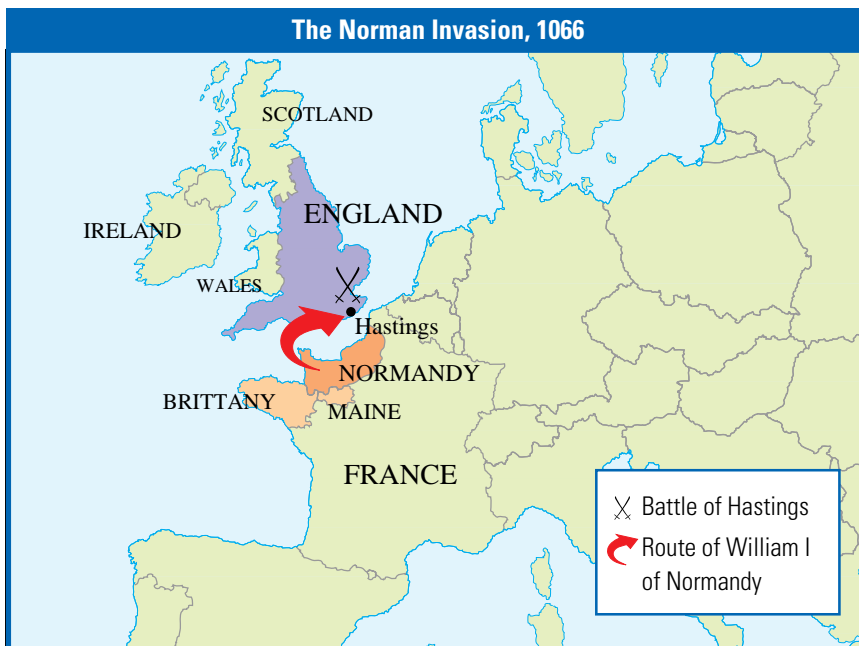 The Norman Invasion, 1066
SCOTLAND
ENGLAND
IRELAND
WALES
Hastings
NORMANDY
BRITTANY
MAINE
FRANCE
Battle of Hastings
Route of William I
of Normandy